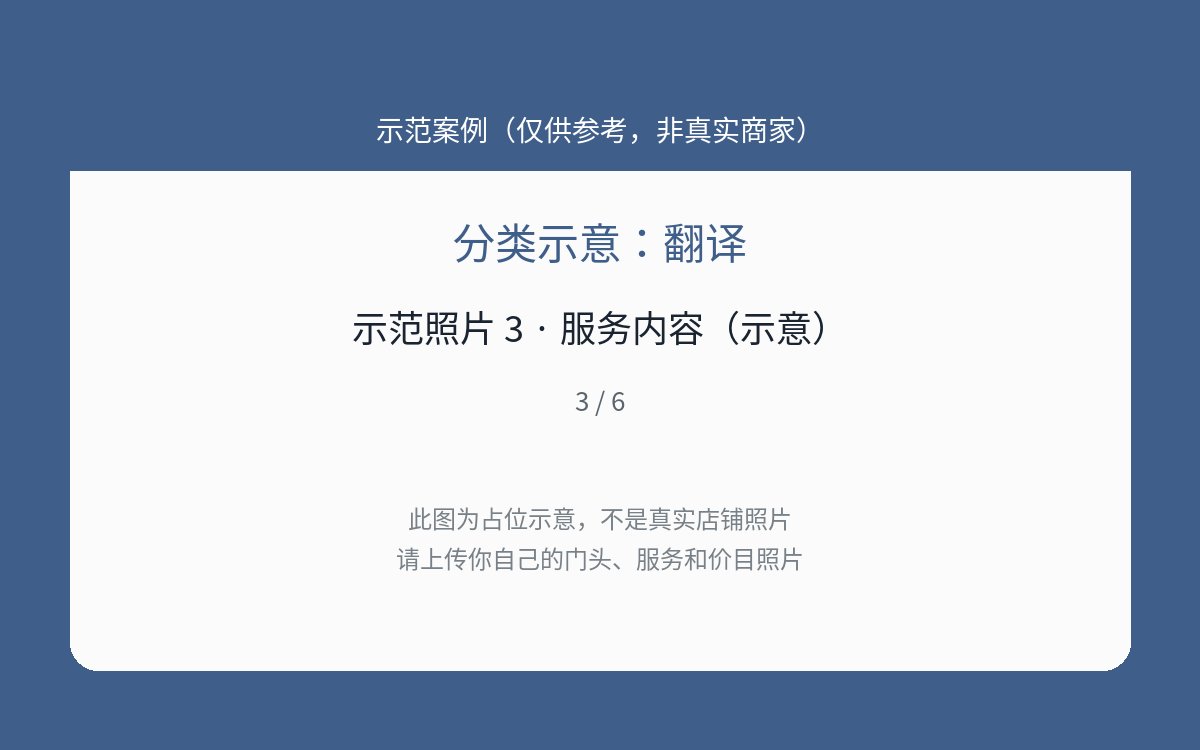 示范案例（仅供参考，非真实商家）
分类示意：翻译
示范照片 3 · 服务内容（示意）
3 / 6
此图为占位示意，不是真实店铺照片
请上传你自己的门头、服务和价目照片